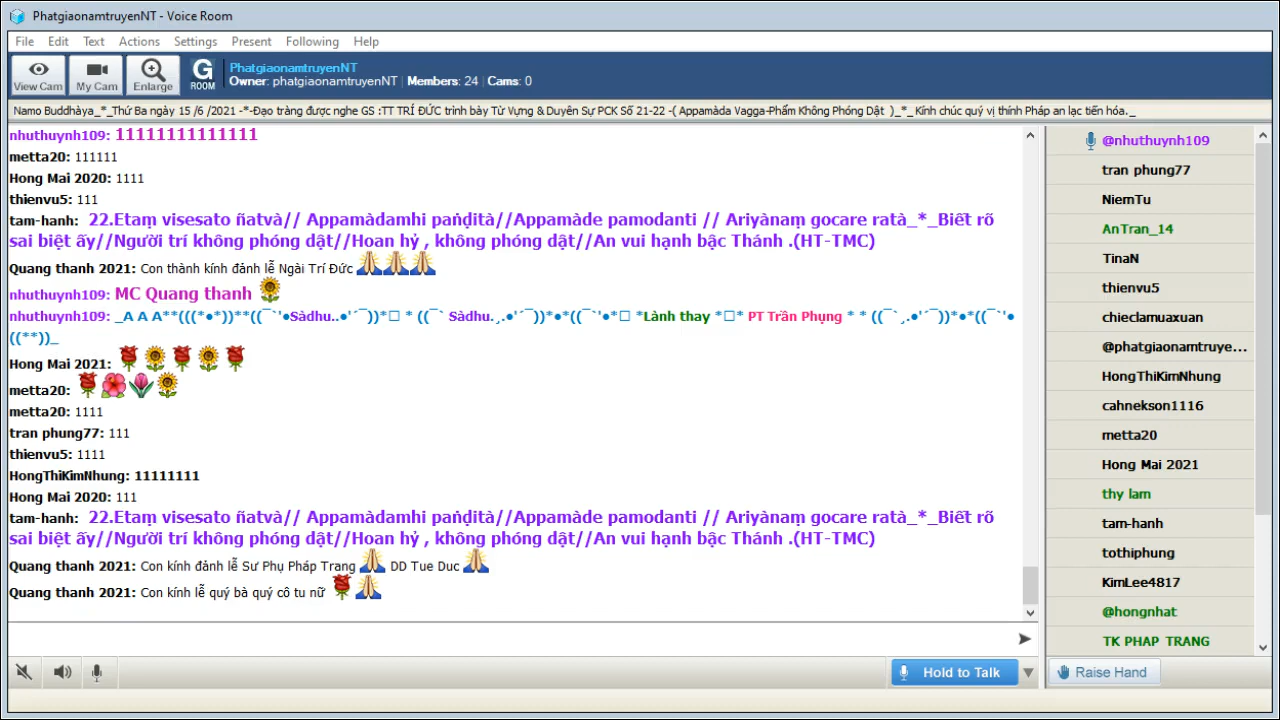 PhatgiaonamtruyenNT - Voice Room
File Edit Text Actions Settings Present Following Help
View Cam My Cam Enlarge G ROOM
PhatgiaonamtruyenNT
Owner: phatgiaonamtruyenNT | Members: 24 | Cams: 0
Namo Buddhàya_*_Thứ Ba ngày 15 /6 /2021 -*-Đạo tràng được nghe GS :TT TRÍ ĐỨC trình bày Từ Vựng & Duyên Sự PCK Số 21-22 -( Appamàda Vagga-Phẩm Không Phóng Dật )_*_ Kính chúc quý vị thính Pháp an lạc tiến hóa._
nhuthuynh109: 11111111111111
metta20: 111111
Hong Mai 2020: 1111
thienvu5: 111
tam-hanh: 22.Etaṃ visesato ñatvà// Appamàdamhi paṅḍità//Appamàde pamodanti // Ariyànaṃ gocare ratà_*_Biết rõ
sai biệt ấy//Người trí không phóng dật//Hoan hỷ , không phóng dật//An vui hạnh bậc Thánh .(HT-TMC)
Quang thanh 2021: Con thành kính đảnh lễ Ngài Trí Đức
nhuthuynh109: MC Quang thanh
nhuthuynh109: _A A A**(((*●*))**((¯`'●Sàdhu..●'´¯))*□ * ((¯` Sàdhu.¸.●'´¯))*●*((¯`'●*□ *Lành thay *□* PT Trần Phụng * * ((¯`¸.●'´¯))*●*((¯`'●
((**))_
Hong Mai 2021:
metta20:
metta20: 1111
tran phung77: 111
thienvu5: 1111
HongThiKimNhung: 11111111
Hong Mai 2020: 111
tam-hanh: 22.Etaṃ visesato ñatvà// Appamàdamhi paṅḍità//Appamàde pamodanti // Ariyànaṃ gocare ratà_*_Biết rõ
sai biệt ấy//Người trí không phóng dật//Hoan hỷ , không phóng dật//An vui hạnh bậc Thánh .(HT-TMC)
Quang thanh 2021: Con kính đảnh lễ Sư Phụ Pháp Trang DD Tue Duc
Quang thanh 2021: Con kính lễ quý bà quý cô tu nữ
@nhuthuynh109
tran phung77
NiemTu
AnTran_14
TinaN
thienvu5
chieclamuaxuan
@phatgiaonamtruye...
HongThiKimNhung
cahnekson1116
metta20
Hong Mai 2021
thy lam
tam-hanh
tothiphung
KimLee4817
@hongnhat
TK PHAP TRANG
Hold to Talk
Raise Hand